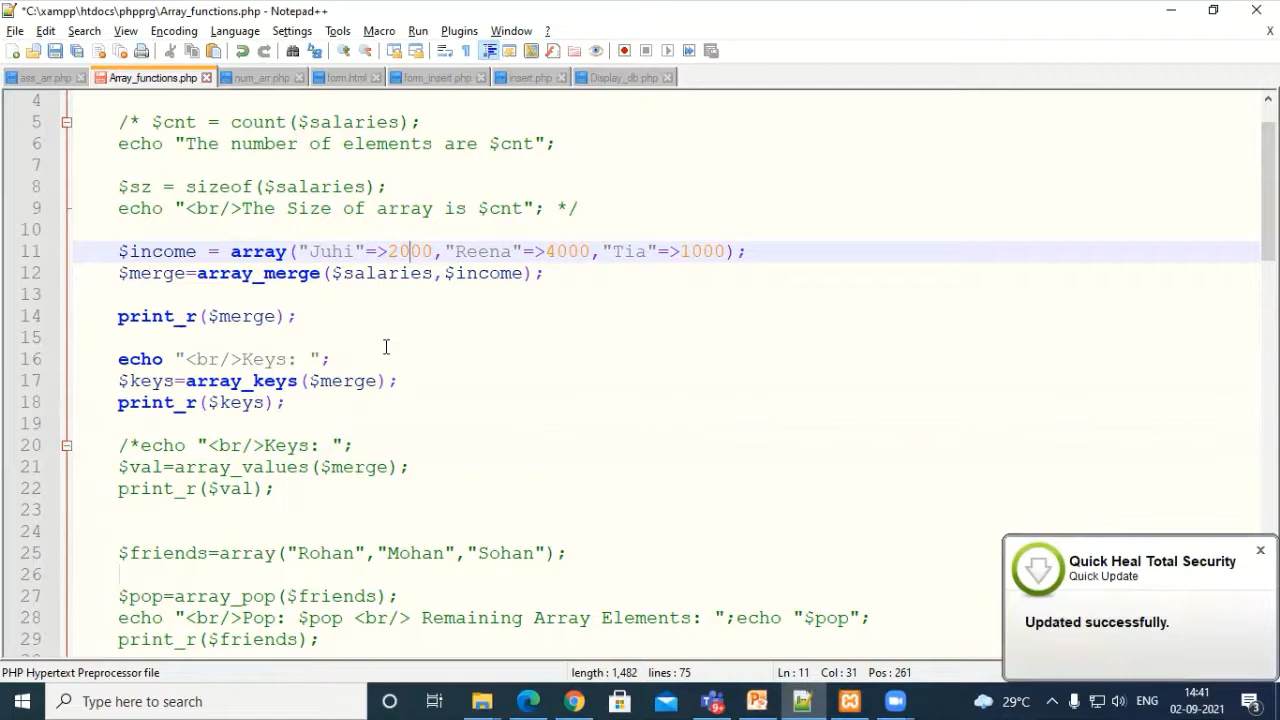 *C:\xampp\htdocs\phpprg\Array_functions.php - Notepad++
File Edit Search View Encoding Language Settings Tools Macro Run Plugins Window ?
ass_arr.php Array_functions.php num_arr.php form.html form_insert.php insert.php Display_db.php
4
5 /* $cnt = count($salaries);
6 echo "The number of elements are $cnt";
7
8 $sz = sizeof($salaries);
9 echo "<br/>The Size of array is $cnt"; */
10
11 $income = array("Juhi"=>2000,"Reena"=>4000,"Tia"=>1000);
12 $merge=array_merge($salaries,$income);
13
14 print_r($merge);
15
16 echo "<br/>Keys: ";
17 $keys=array_keys($merge);
18 print_r($keys);
19
20 /*echo "<br/>Keys: ";
21 $val=array_values($merge);
22 print_r($val);
23
24
25 $friends=array("Rohan","Mohan","Sohan");
26
27 $pop=array_pop($friends);
28 echo "<br/>Pop: $pop <br/> Remaining Array Elements: ";echo "$pop";
29 print_r($friends);
Quick Heal Total Security
Quick Update
Updated successfully.
PHP Hypertext Preprocessor file length : 1,482 lines : 75 Ln : 11 Col : 31 Pos : 261
Type here to search 9+ 29°C ENG 14:41
02-09-2021 3